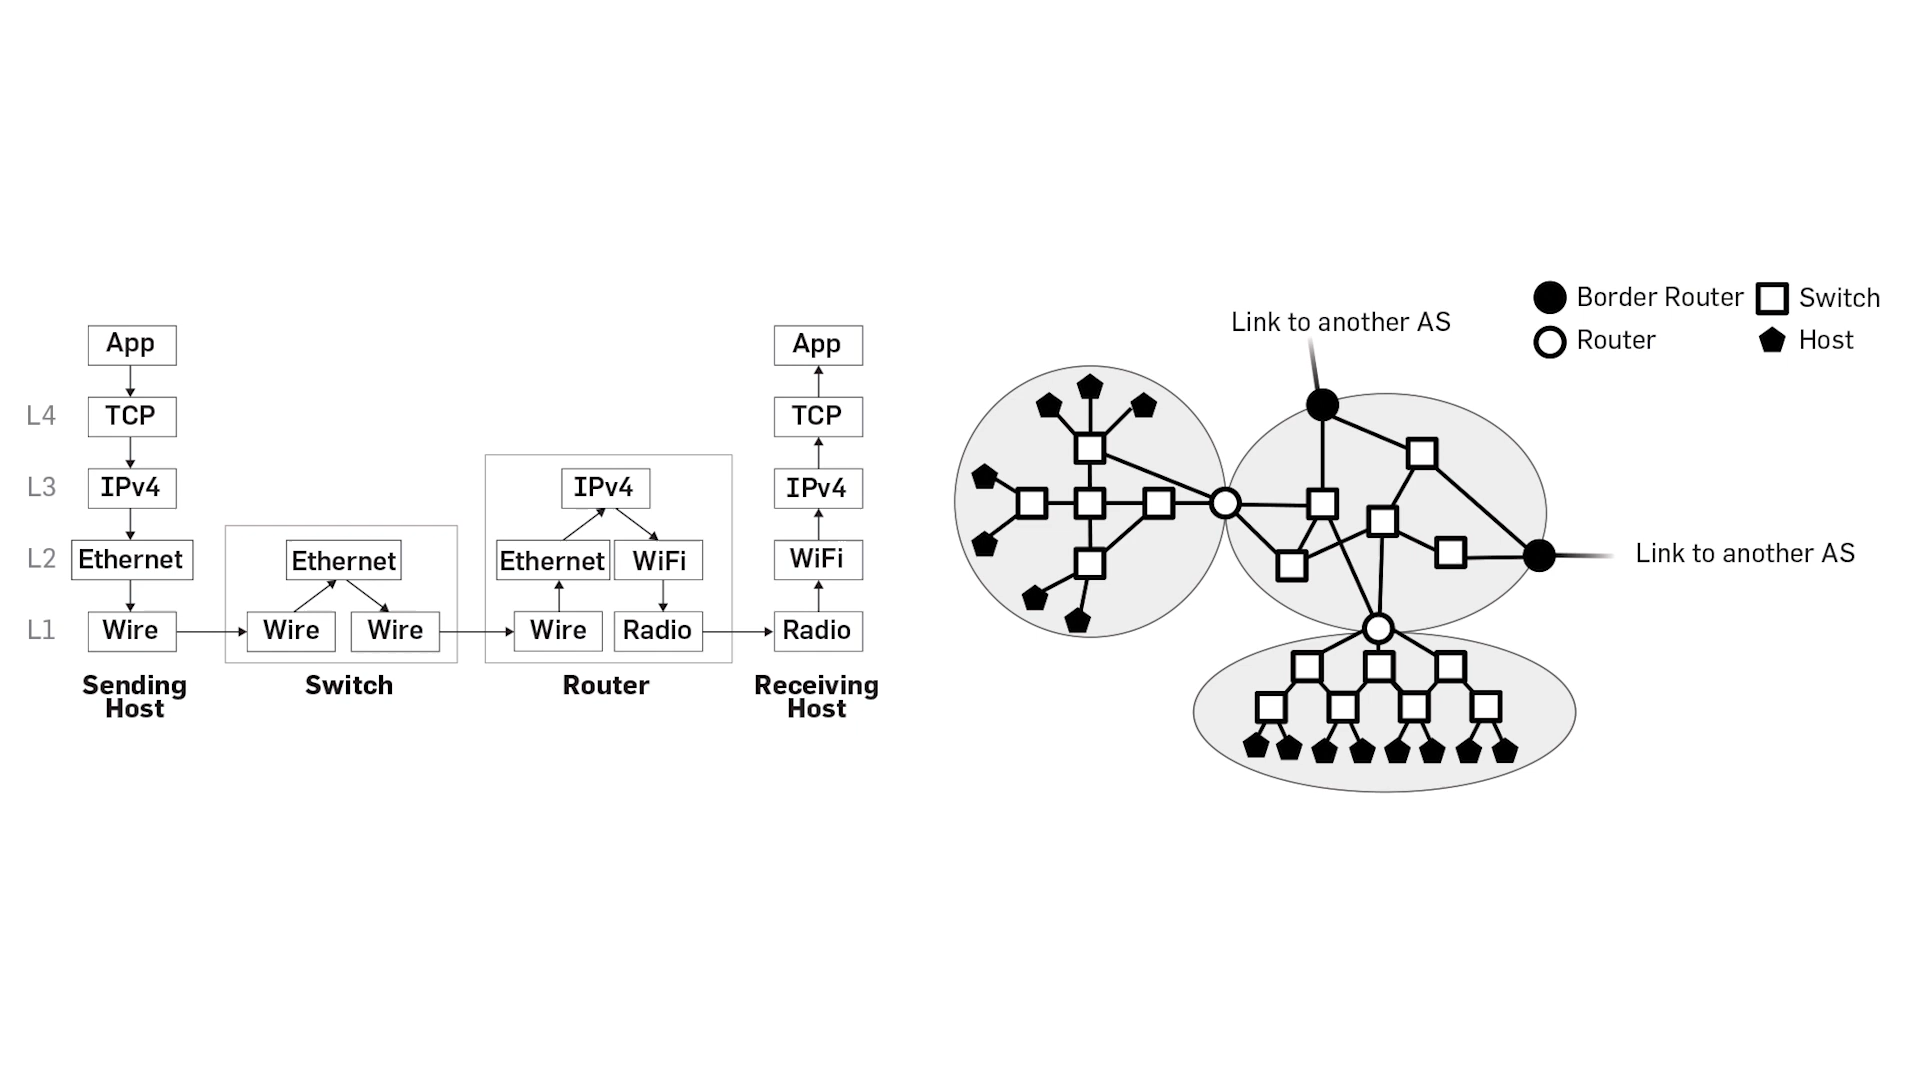 App
L4
TCP
L3
IPv4
L2
Ethernet
L1
Wire
Sending
Host
Ethernet
Wire
Wire
Switch
IPv4
Ethernet
WiFi
Wire
Radio
Router
App
TCP
IPv4
WiFi
Radio
Receiving
Host
Link to another AS
Border Router
Switch
Router
Host
Link to another AS